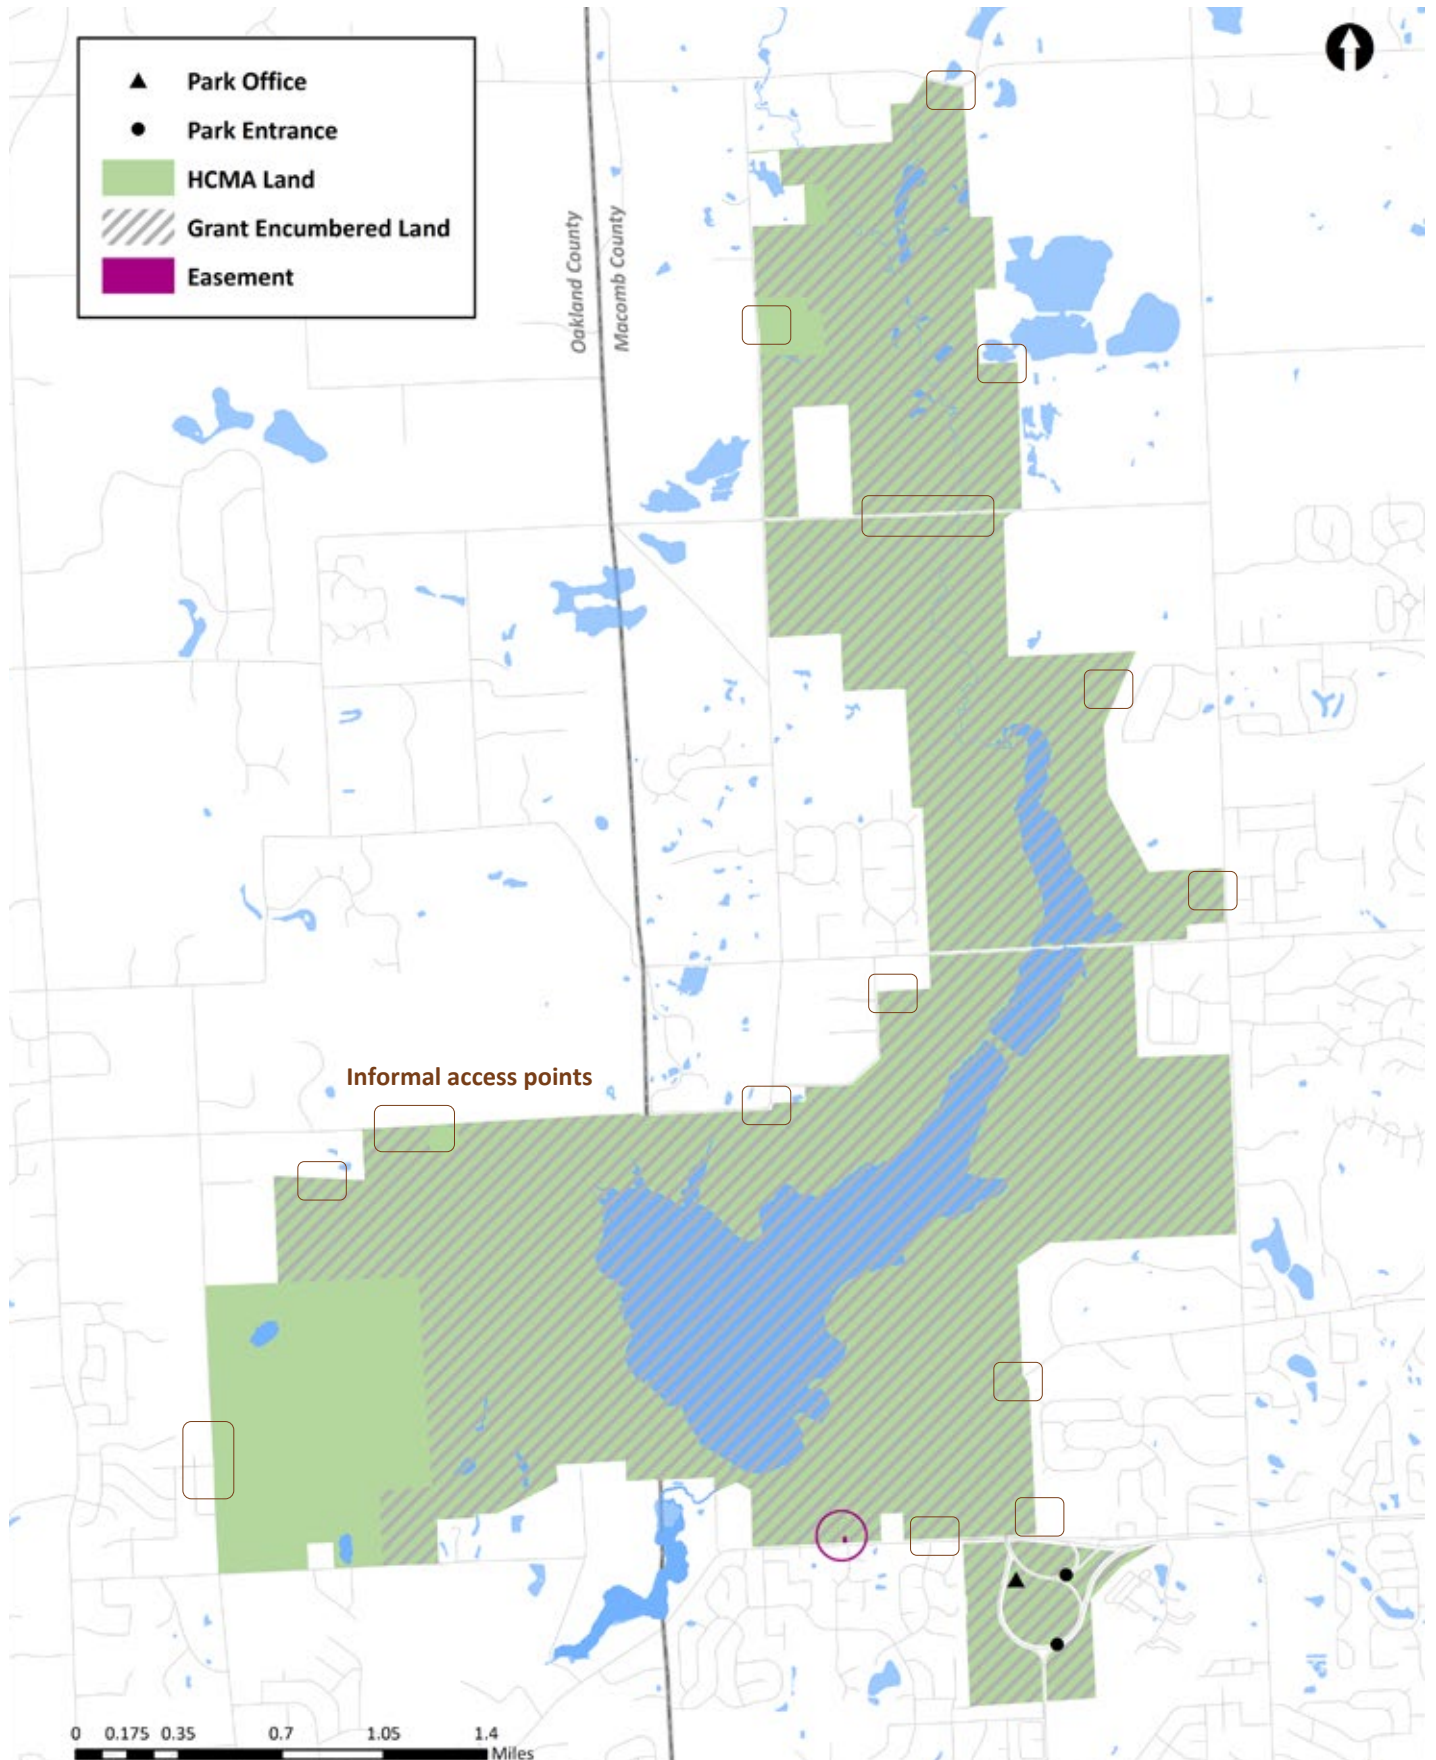 Park Office
Park Entrance
HCMA Land
Grant Encumbered Land
Easement
Oakland County
Macomb County
Informal access points
0 0.175 0.35 0.7 1.05 1.4
Miles